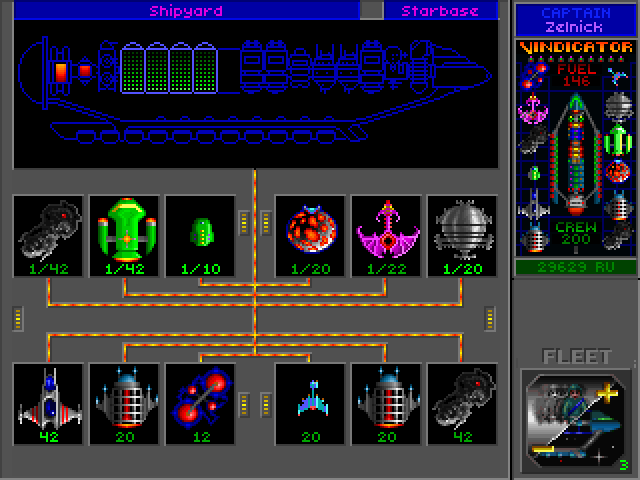 Shipyard
Starbase
CAPTAIN
Zelnick
VINDICATOR
FUEL
146
CREW
200
29629 RU
1/42
1/42
1/10
1/20
1/22
1/20
FLEET
42
20
12
20
20
42
3